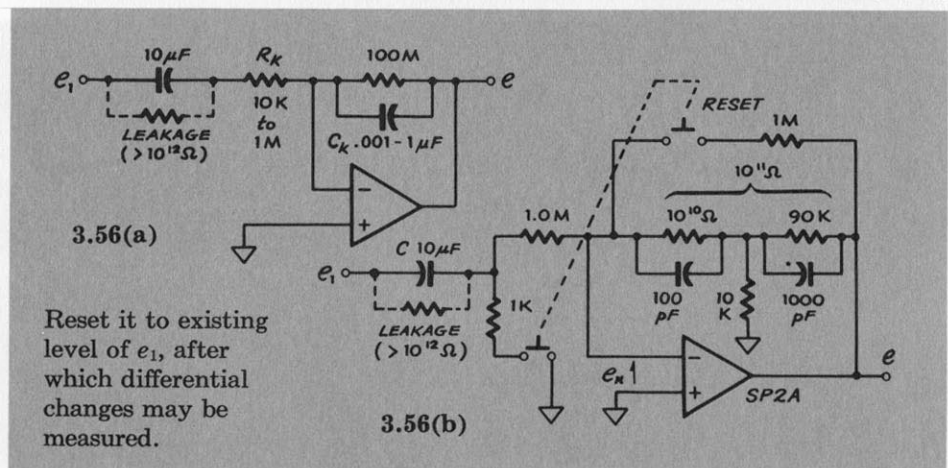 10µF
R_K
100M
e₁
e
10K
to
1M
LEAKAGE
(>10¹²Ω)
C_K .001-1µF
−
+
3.56(a)
RESET
1M
10¹¹Ω
1.0M
10¹⁰Ω
90K
C 10µF
e₁
1K
100
pF
10
K
1000
pF
LEAKAGE
(>10¹²Ω)
eₙ
−
+
SP2A
e
3.56(b)
Reset it to existing
level of e₁, after
which differential
changes may be
measured.